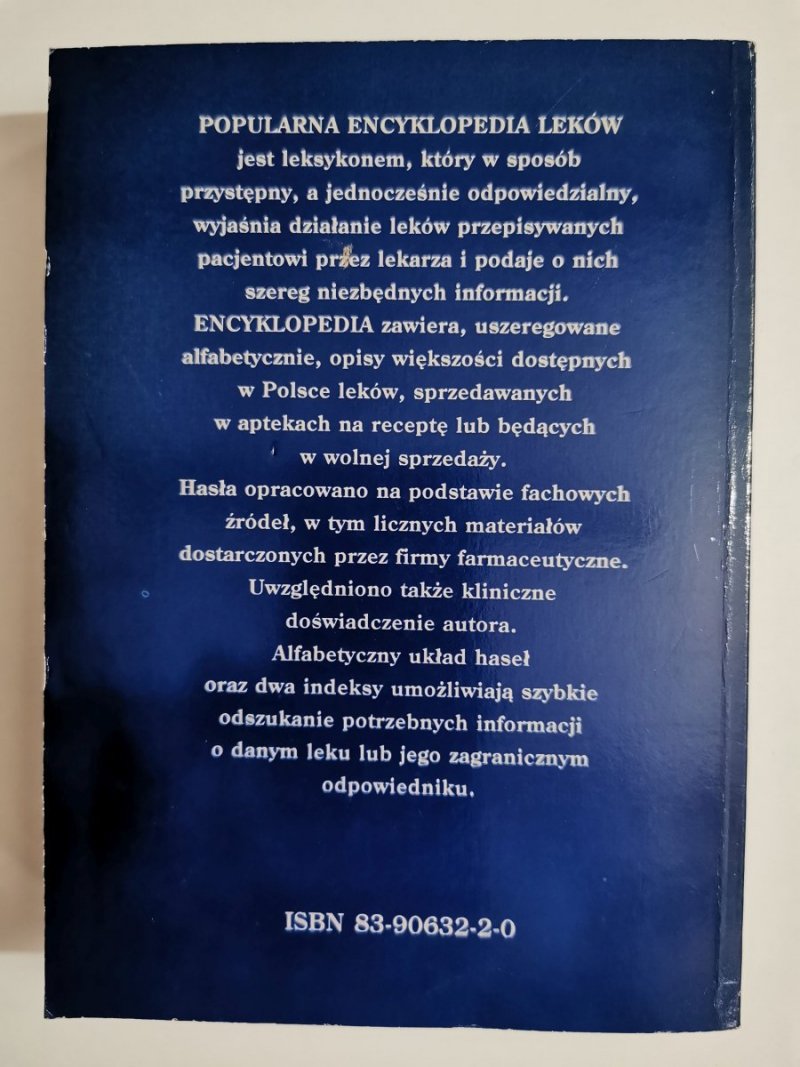 POPULARNA ENCYKLOPEDIA LEKÓW
jest leksykonem, który w sposób
przystępny, a jednocześnie odpowiedzialny,
wyjaśnia działanie leków przepisywanych
pacjentowi przez lekarza i podaje o nich
szereg niezbędnych informacji.
ENCYKLOPEDIA zawiera, uszeregowane
alfabetycznie, opisy większości dostępnych
w Polsce leków, sprzedawanych
w aptekach na receptę lub będących
w wolnej sprzedaży.
Hasła opracowano na podstawie fachowych
źródeł, w tym licznych materiałów
dostarczonych przez firmy farmaceutyczne.
Uwzględniono także kliniczne
doświadczenie autora.
Alfabetyczny układ haseł
oraz dwa indeksy umożliwiają szybkie
odszukanie potrzebnych informacji
o danym leku lub jego zagranicznym
odpowiedniku.
ISBN 83-90632-2-0